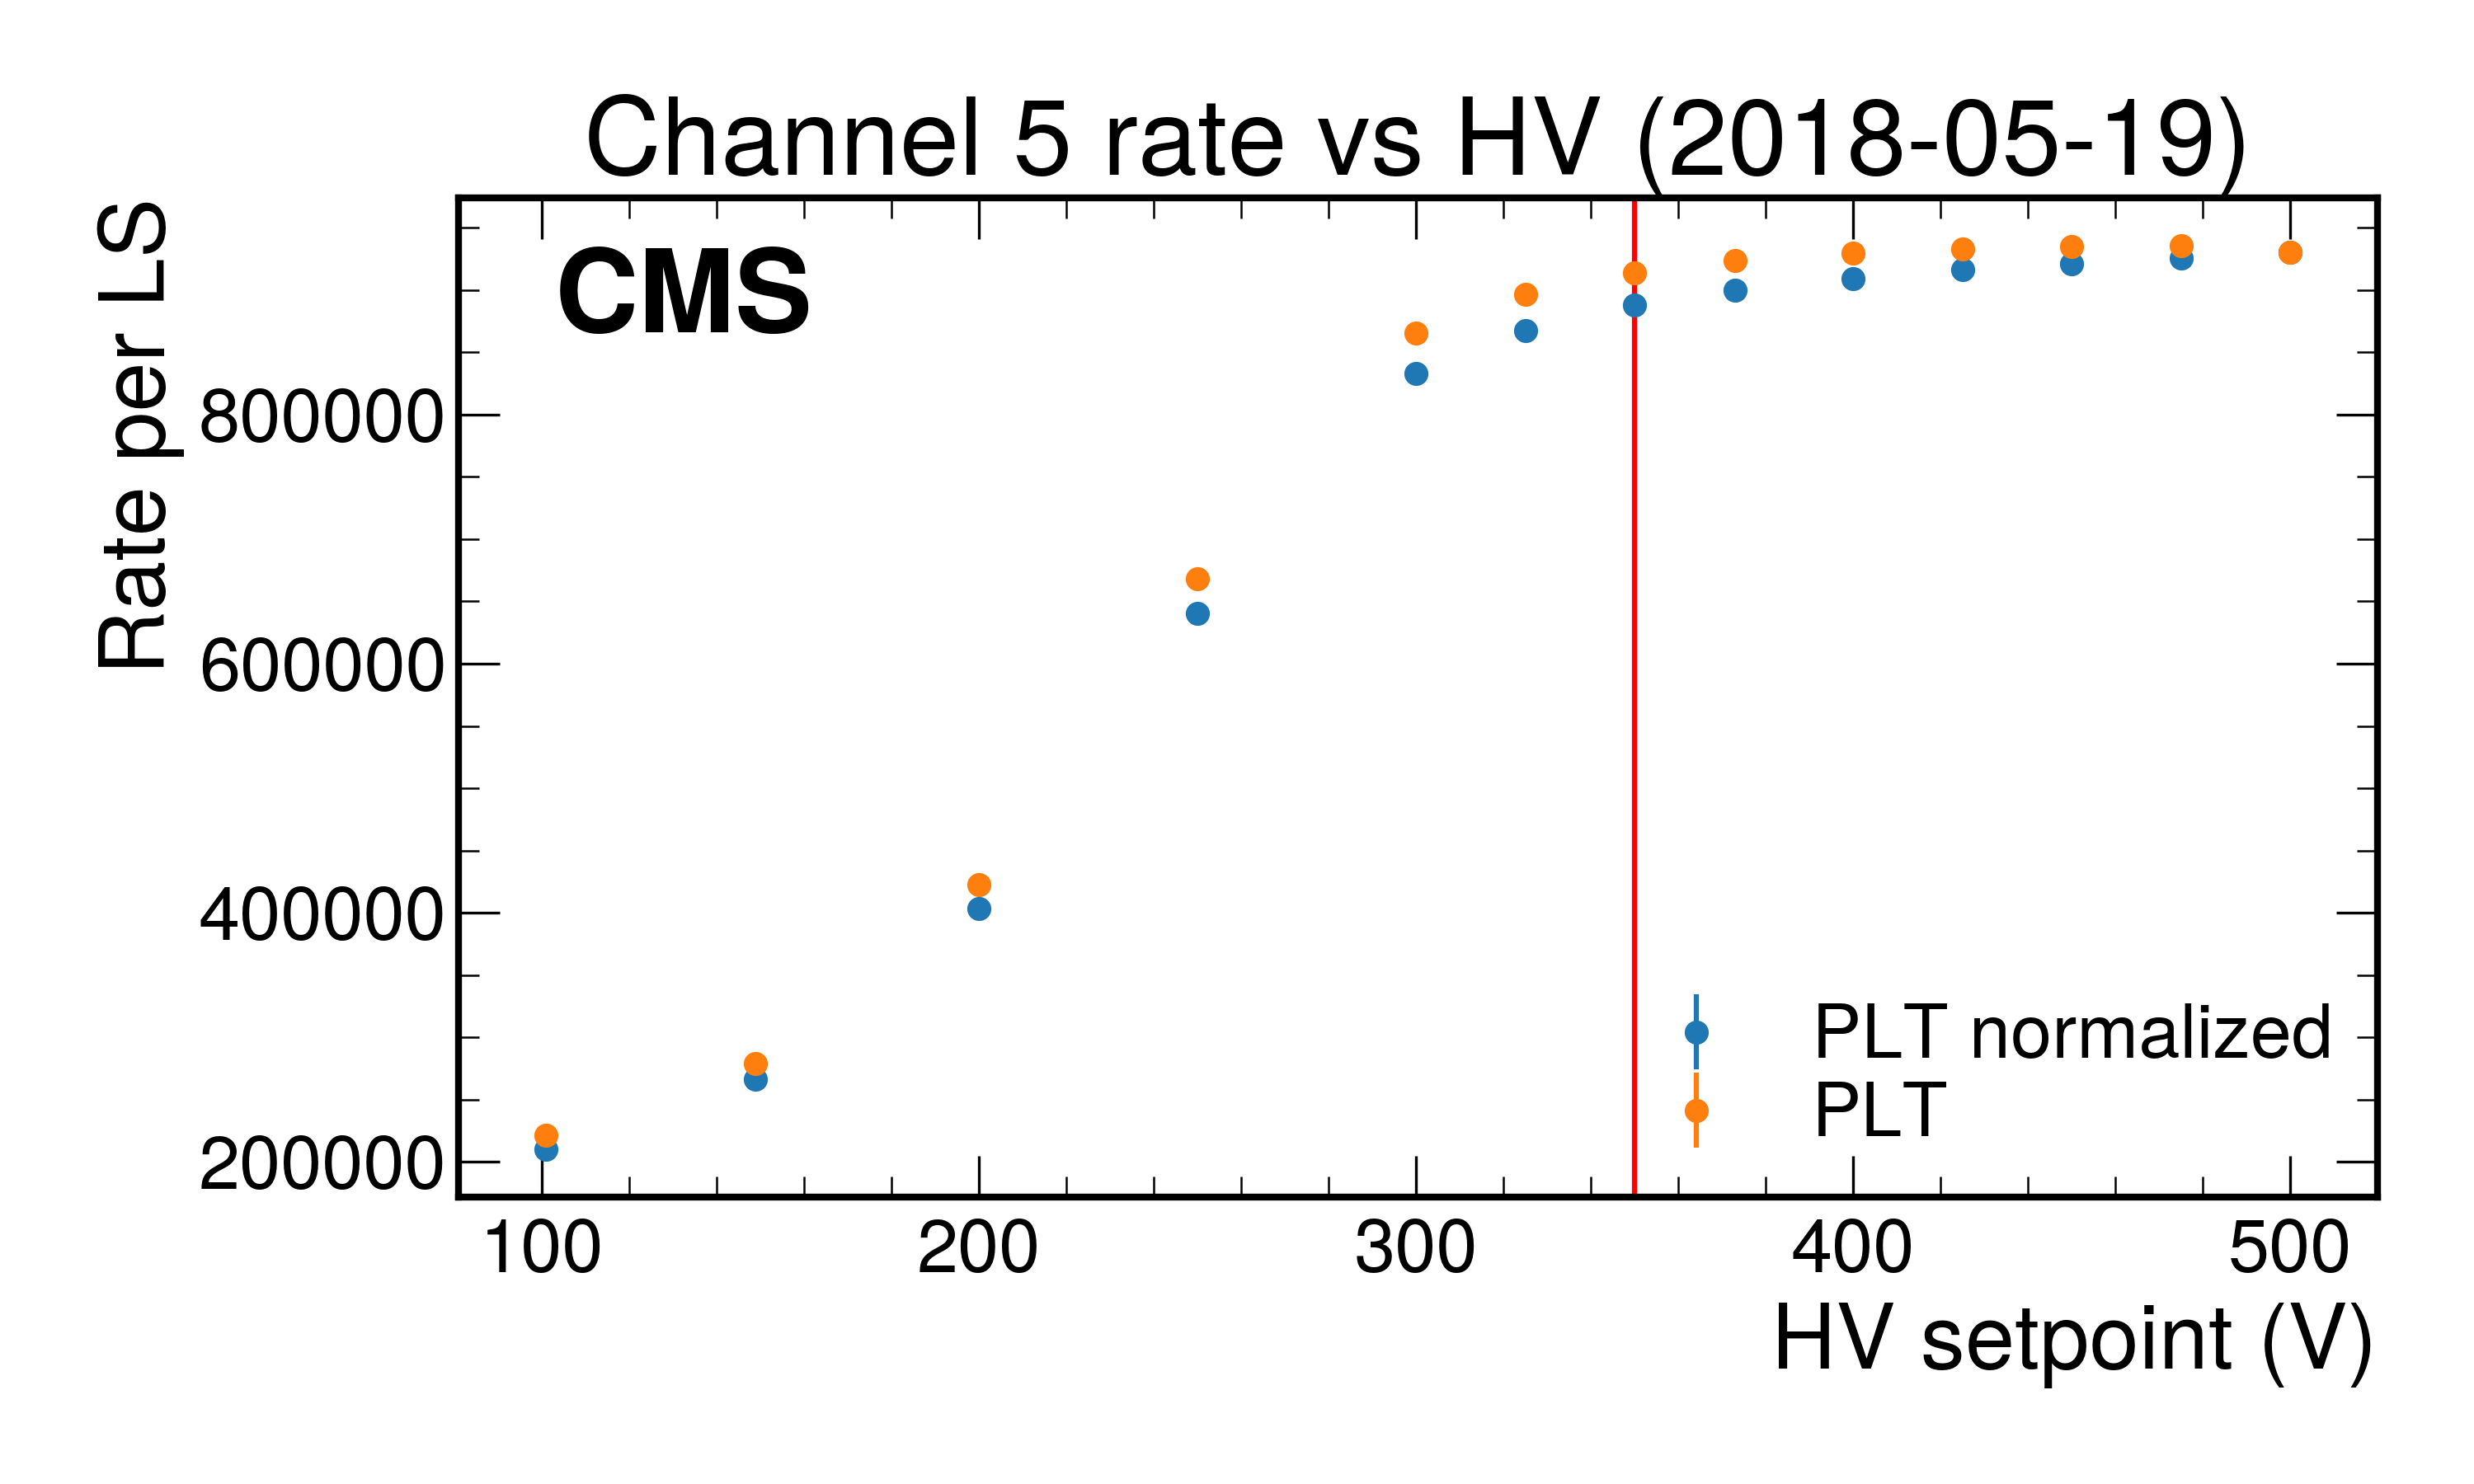 Channel 5 rate vs HV (2018-05-19)
CMS
Rate per LS
800000
600000
400000
200000
PLT normalized
PLT
100 200 300 400 500
HV setpoint (V)